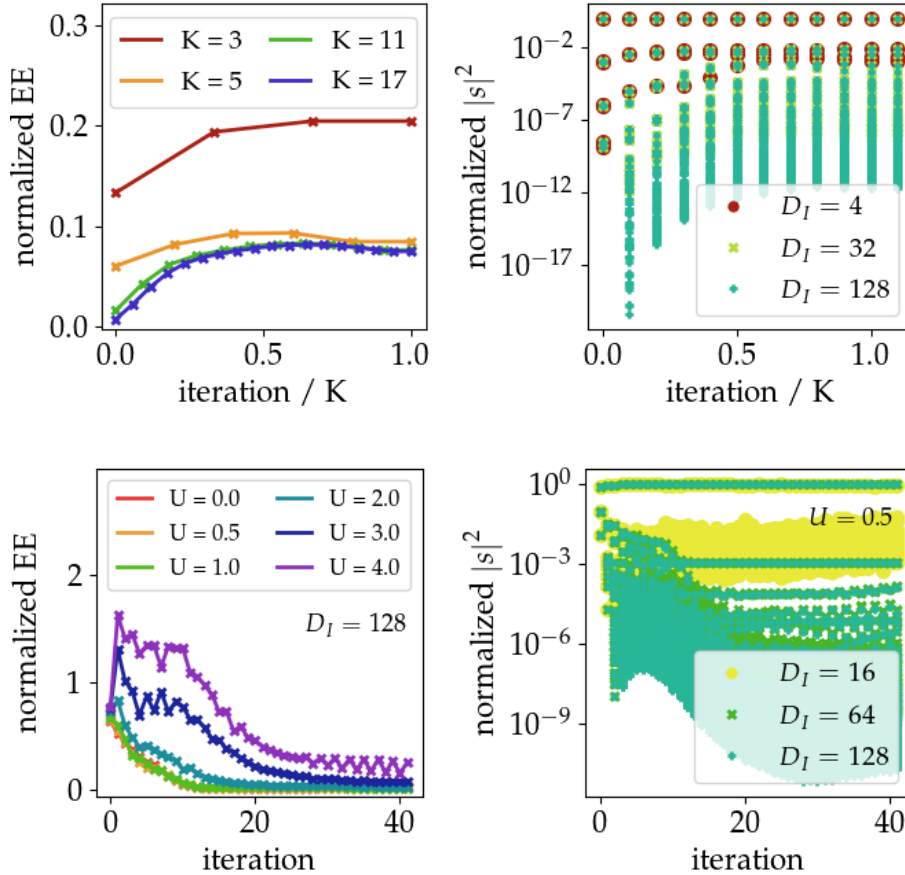 normalized EE
0.3
0.2
0.1
0.0
K = 3
K = 11
K = 5
K = 17
0.0
0.5
1.0
iteration / K
normalized |s|²
10⁻²
10⁻⁷
10⁻¹²
10⁻¹⁷
D_I = 4
D_I = 32
D_I = 128
0.0
0.5
1.0
iteration / K
normalized EE
2
1
0
U = 0.0
U = 2.0
U = 0.5
U = 3.0
U = 1.0
U = 4.0
D_I = 128
0
20
40
iteration
normalized |s|²
10⁰
10⁻³
10⁻⁶
10⁻⁹
U = 0.5
D_I = 16
D_I = 64
D_I = 128
0
20
40
iteration